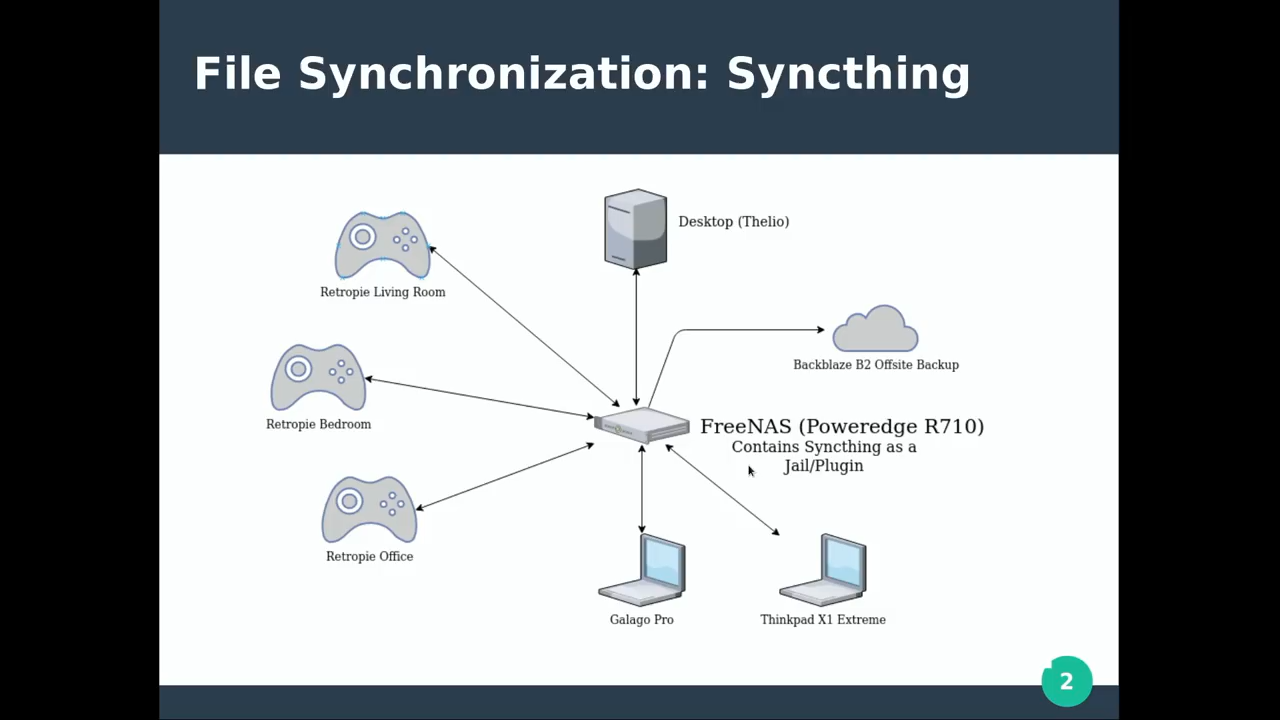 File Synchronization: Syncthing
Desktop (Thelio)
Retropie Living Room
Backblaze B2 Offsite Backup
Retropie Bedroom
FreeNAS (Poweredge R710)
Contains Syncthing as a
Jail/Plugin
Retropie Office
Galago Pro
Thinkpad X1 Extreme
2